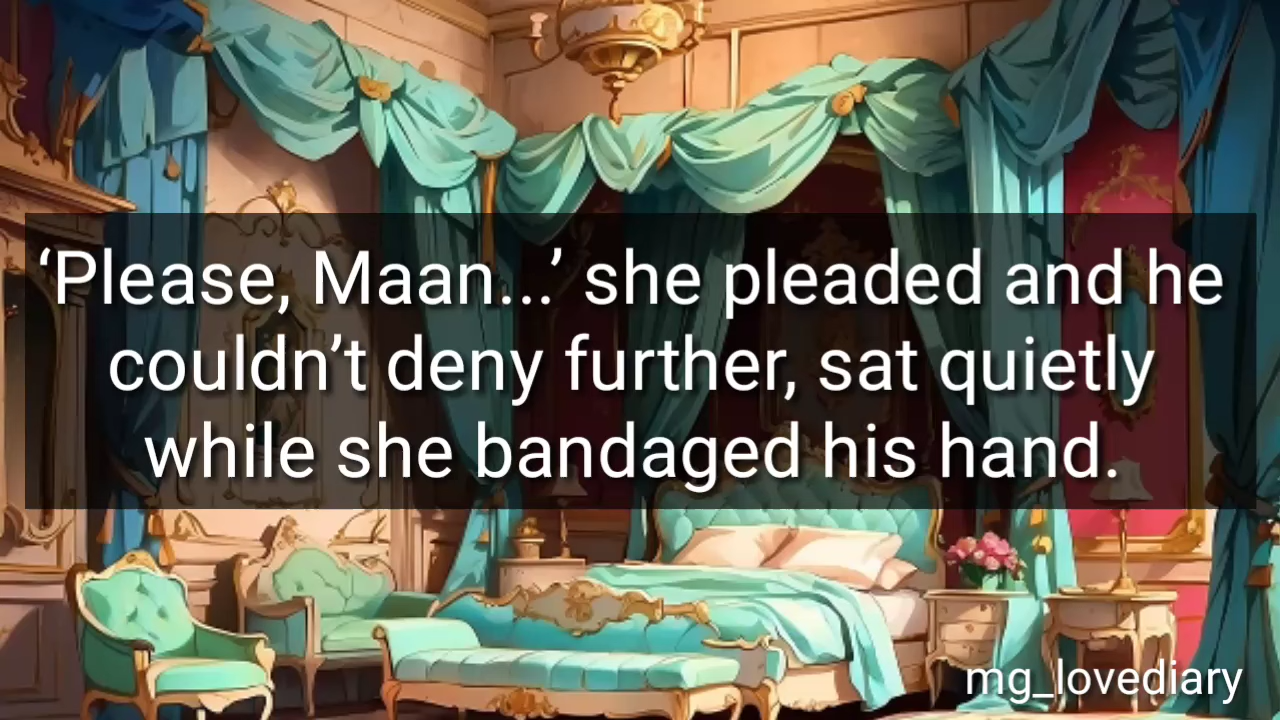 ‘Please, Maan...’ she pleaded and he
couldn’t deny further, sat quietly
while she bandaged his hand.
mg_lovediary